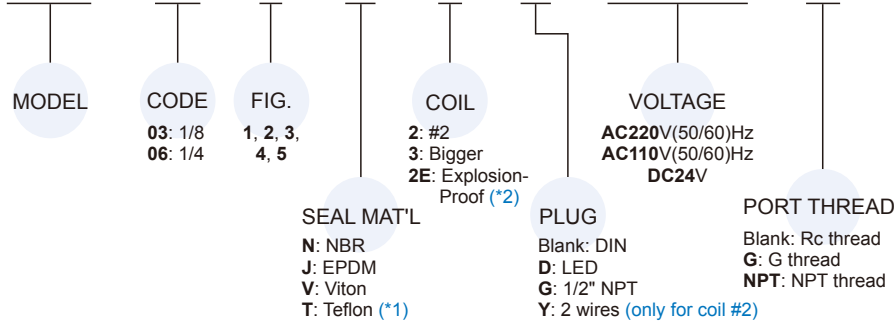 MODEL
CODE
03: 1/8
06: 1/4
FIG.
1, 2, 3,
4, 5
SEAL MAT'L
N: NBR
J: EPDM
V: Viton
T: Teflon (*1)
COIL
2: #2
3: Bigger
2E: Explosion-
Proof (*2)
PLUG
Blank: DIN
D: LED
G: 1/2" NPT
Y: 2 wires (only for coil #2)
VOLTAGE
AC220V(50/60)Hz
AC110V(50/60)Hz
DC24V
PORT THREAD
Blank: Rc thread
G: G thread
NPT: NPT thread